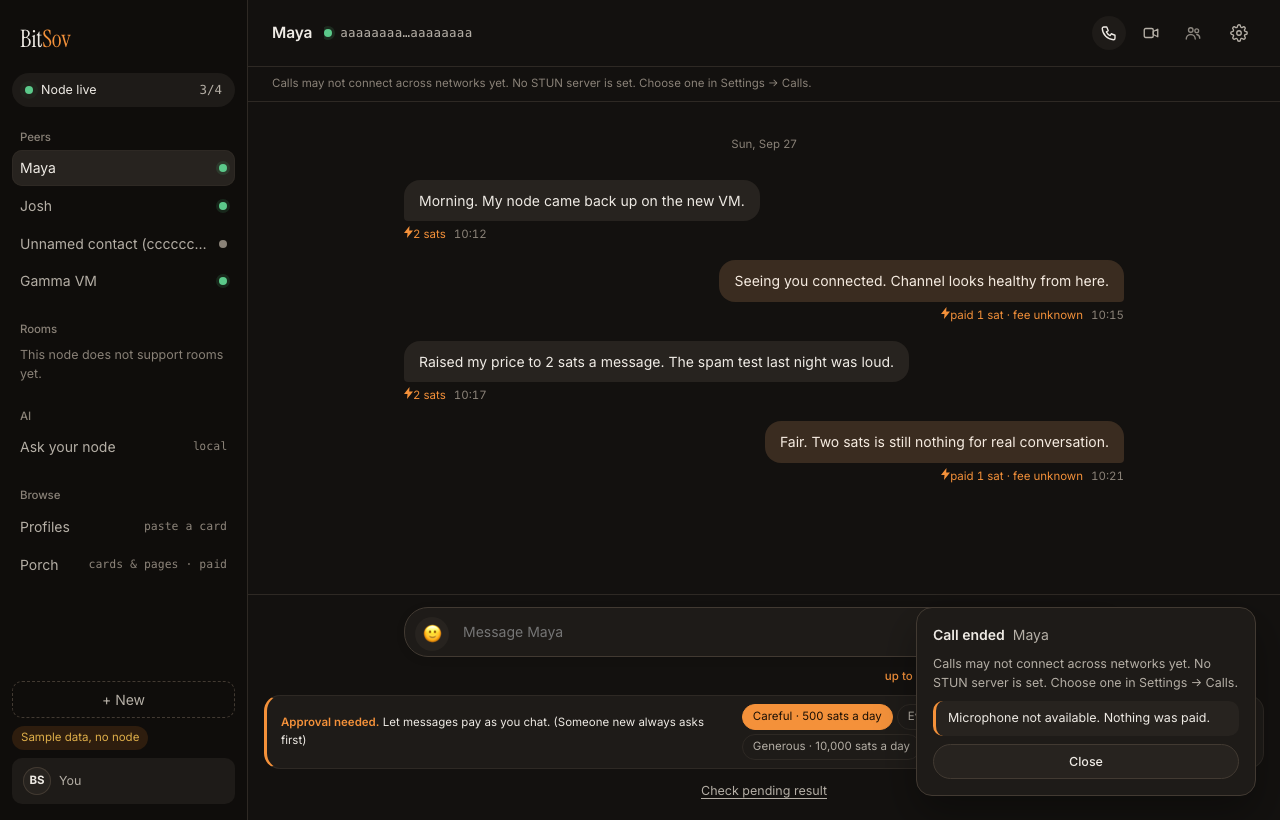 BitSov
Node live 3/4
Peers
Maya
Josh
Unnamed contact (cccccc...
Gamma VM
Rooms
This node does not support rooms
yet.
AI
Ask your node local
Browse
Profiles paste a card
Porch cards & pages · paid
+ New
Sample data, no node
BS You
Maya aaaaaaaa…aaaaaaaa
Calls may not connect across networks yet. No STUN server is set. Choose one in Settings → Calls.
Sun, Sep 27
Morning. My node came back up on the new VM.
2 sats 10:12
Seeing you connected. Channel looks healthy from here.
paid 1 sat · fee unknown 10:15
Raised my price to 2 sats a message. The spam test last night was loud.
2 sats 10:17
Fair. Two sats is still nothing for real conversation.
paid 1 sat · fee unknown 10:21
Message Maya
up to
Approval needed. Let messages pay as you chat. (Someone new always asks
first)
Careful · 500 sats a day
Generous · 10,000 sats a day
Check pending result
Call ended Maya
Calls may not connect across networks yet. No
STUN server is set. Choose one in Settings → Calls.
Microphone not available. Nothing was paid.
Close